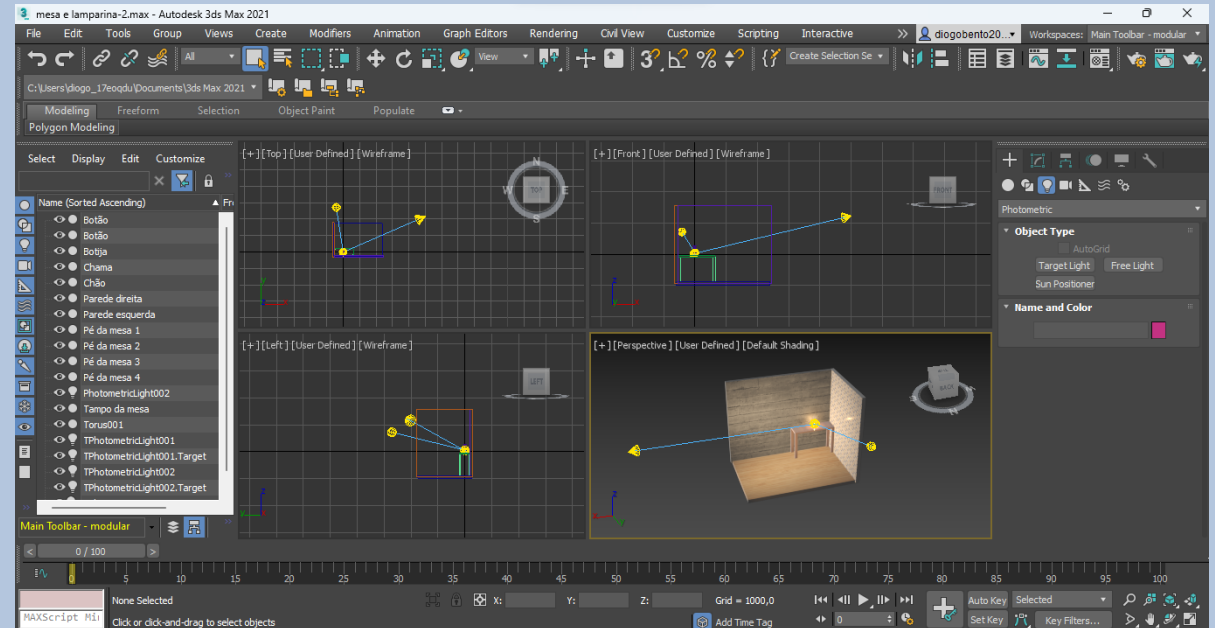 mesa e lamparina-2.max - Autodesk 3ds Max 2021
File Edit Tools Group Views Create Modifiers Animation Graph Editors Rendering Civil View Customize Scripting Interactive diogobento20... Workspaces: Main Toolbar - modular
All View Create Selection Se
C:\Users\diogo_17eoqdu\Documents\3ds Max 2021
Modeling Freeform Selection Object Paint Populate
Polygon Modeling
Select Display Edit Customize
Name (Sorted Ascending)
Botão
Botão
Botija
Chama
Chão
Parede direita
Parede esquerda
Pé da mesa 1
Pé da mesa 2
Pé da mesa 3
Pé da mesa 4
PhotometricLight002
Tampo da mesa
Torus001
TPhotometricLight001
TPhotometricLight001.Target
TPhotometricLight002
TPhotometricLight002.Target
Main Toolbar - modular
[+][Top][User Defined][Wireframe]
TOP
N
W
E
S
[+][Front][User Defined][Wireframe]
FRONT
[+][Left][User Defined][Wireframe]
LEFT
[+][Perspective][User Defined][Default Shading]
BACK
Photometric
Object Type
AutoGrid
Target Light Free Light
Sun Positioner
Name and Color
0 / 100
0 5 10 15 20 25 30 35 40 45 50 55 60 65 70 75 80 85 90 95 100
None Selected X: Y: Z: Grid = 1000,0 Auto Key Selected
MAXScript Mi Click or click-and-drag to select objects Add Time Tag 0 Set Key Key Filters...